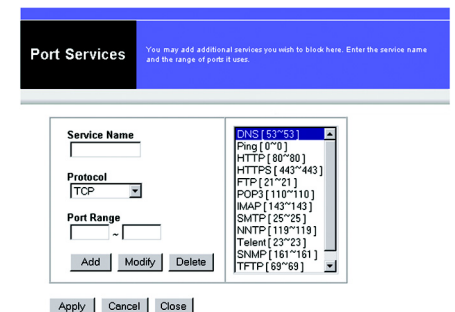 Port Services
You may add additional services you wish to block here. Enter the service name
and the range of ports it uses.
Service Name
Protocol
TCP
Port Range
~
Add Modify Delete
DNS [ 53~53 ]
Ping [ 0~0 ]
HTTP [ 80~80 ]
HTTPS [ 443~443 ]
FTP [ 21~21 ]
POP3 [ 110~110 ]
IMAP [ 143~143 ]
SMTP [ 25~25 ]
NNTP [ 119~119 ]
Telent [ 23~23 ]
SNMP [ 161~161 ]
TFTP [ 69~69 ]
Apply Cancel Close